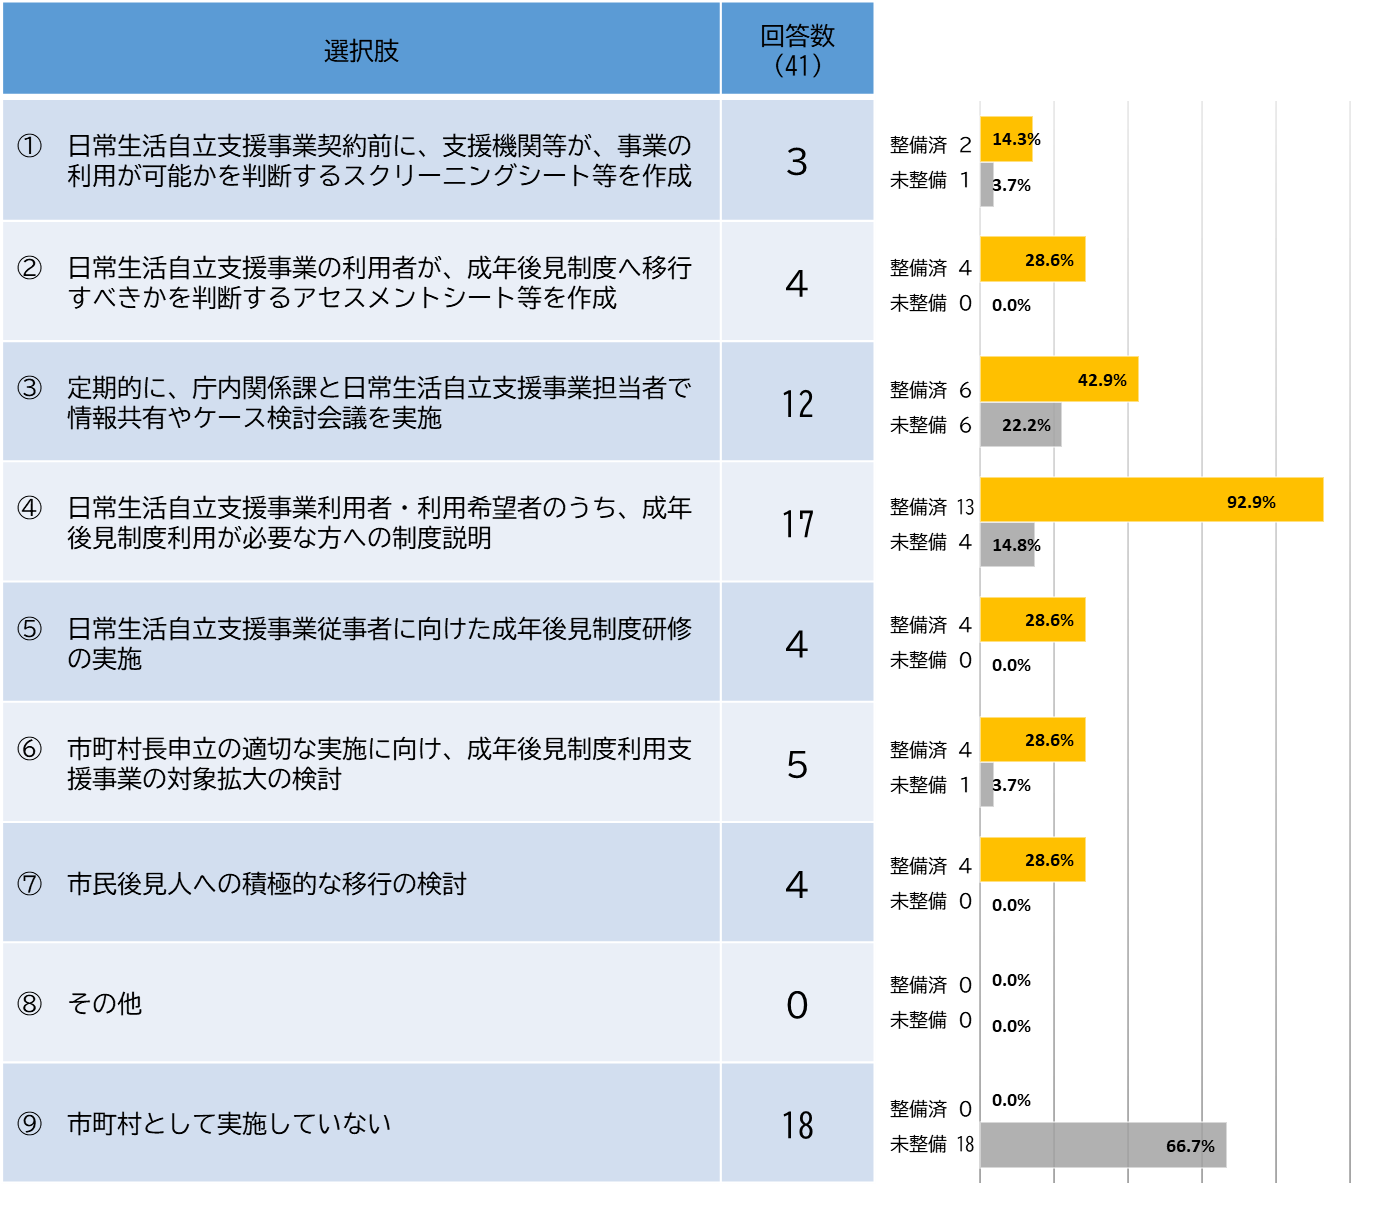 選択肢
回答数
（41）
① 日常生活自立支援事業契約前に、支援機関等が、事業の
利用が可能かを判断するスクリーニングシート等を作成
3
整備済 2
14.3%
未整備 1
3.7%
② 日常生活自立支援事業の利用者が、成年後見制度へ移行
すべきかを判断するアセスメントシート等を作成
4
整備済 4
28.6%
未整備 0
0.0%
③ 定期的に、庁内関係課と日常生活自立支援事業担当者で
情報共有やケース検討会議を実施
12
整備済 6
42.9%
未整備 6
22.2%
④ 日常生活自立支援事業利用者・利用希望者のうち、成年
後見制度利用が必要な方への制度説明
17
整備済 13
92.9%
未整備 4
14.8%
⑤ 日常生活自立支援事業従事者に向けた成年後見制度研修
の実施
4
整備済 4
28.6%
未整備 0
0.0%
⑥ 市町村長申立の適切な実施に向け、成年後見制度利用支
援事業の対象拡大の検討
5
整備済 4
28.6%
未整備 1
3.7%
⑦ 市民後見人への積極的な移行の検討
4
整備済 4
28.6%
未整備 0
0.0%
⑧ その他
0
整備済 0
0.0%
未整備 0
0.0%
⑨ 市町村として実施していない
18
整備済 0
0.0%
未整備 18
66.7%